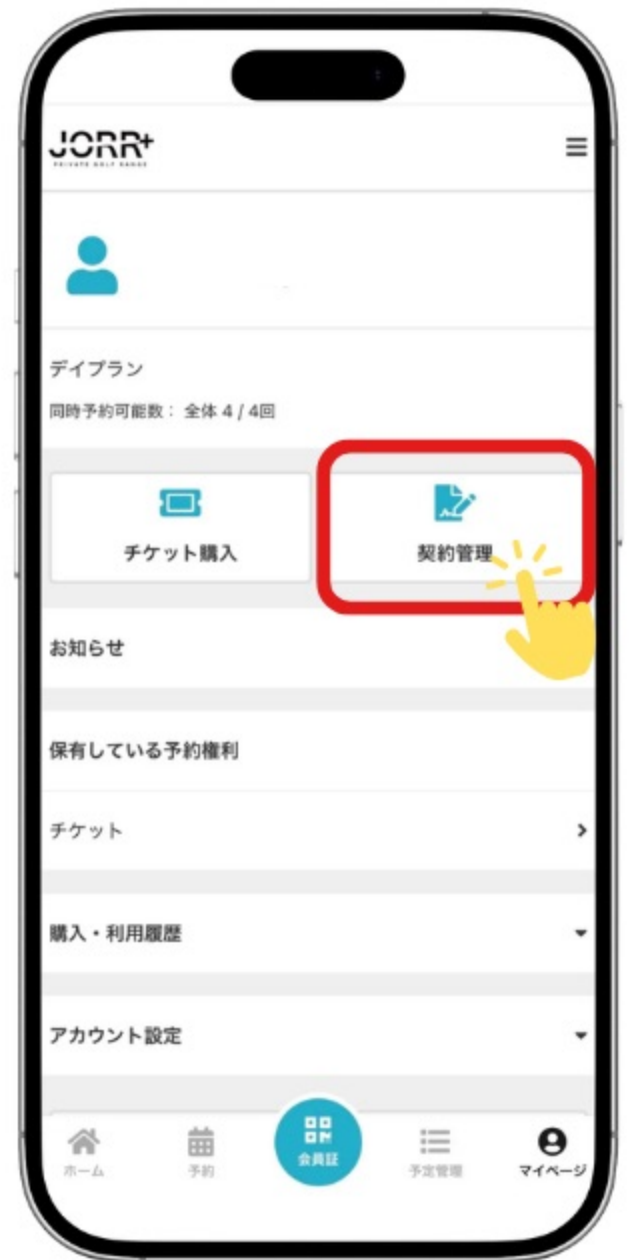 JORR+
PRIVATE GOLF RANGE
デイプラン
同時予約可能数： 全体 4 / 4回
チケット購入
契約管理
お知らせ
保有している予約権利
チケット
購入・利用履歴
アカウント設定
ホーム
予約
会員証
予定管理
マイページ